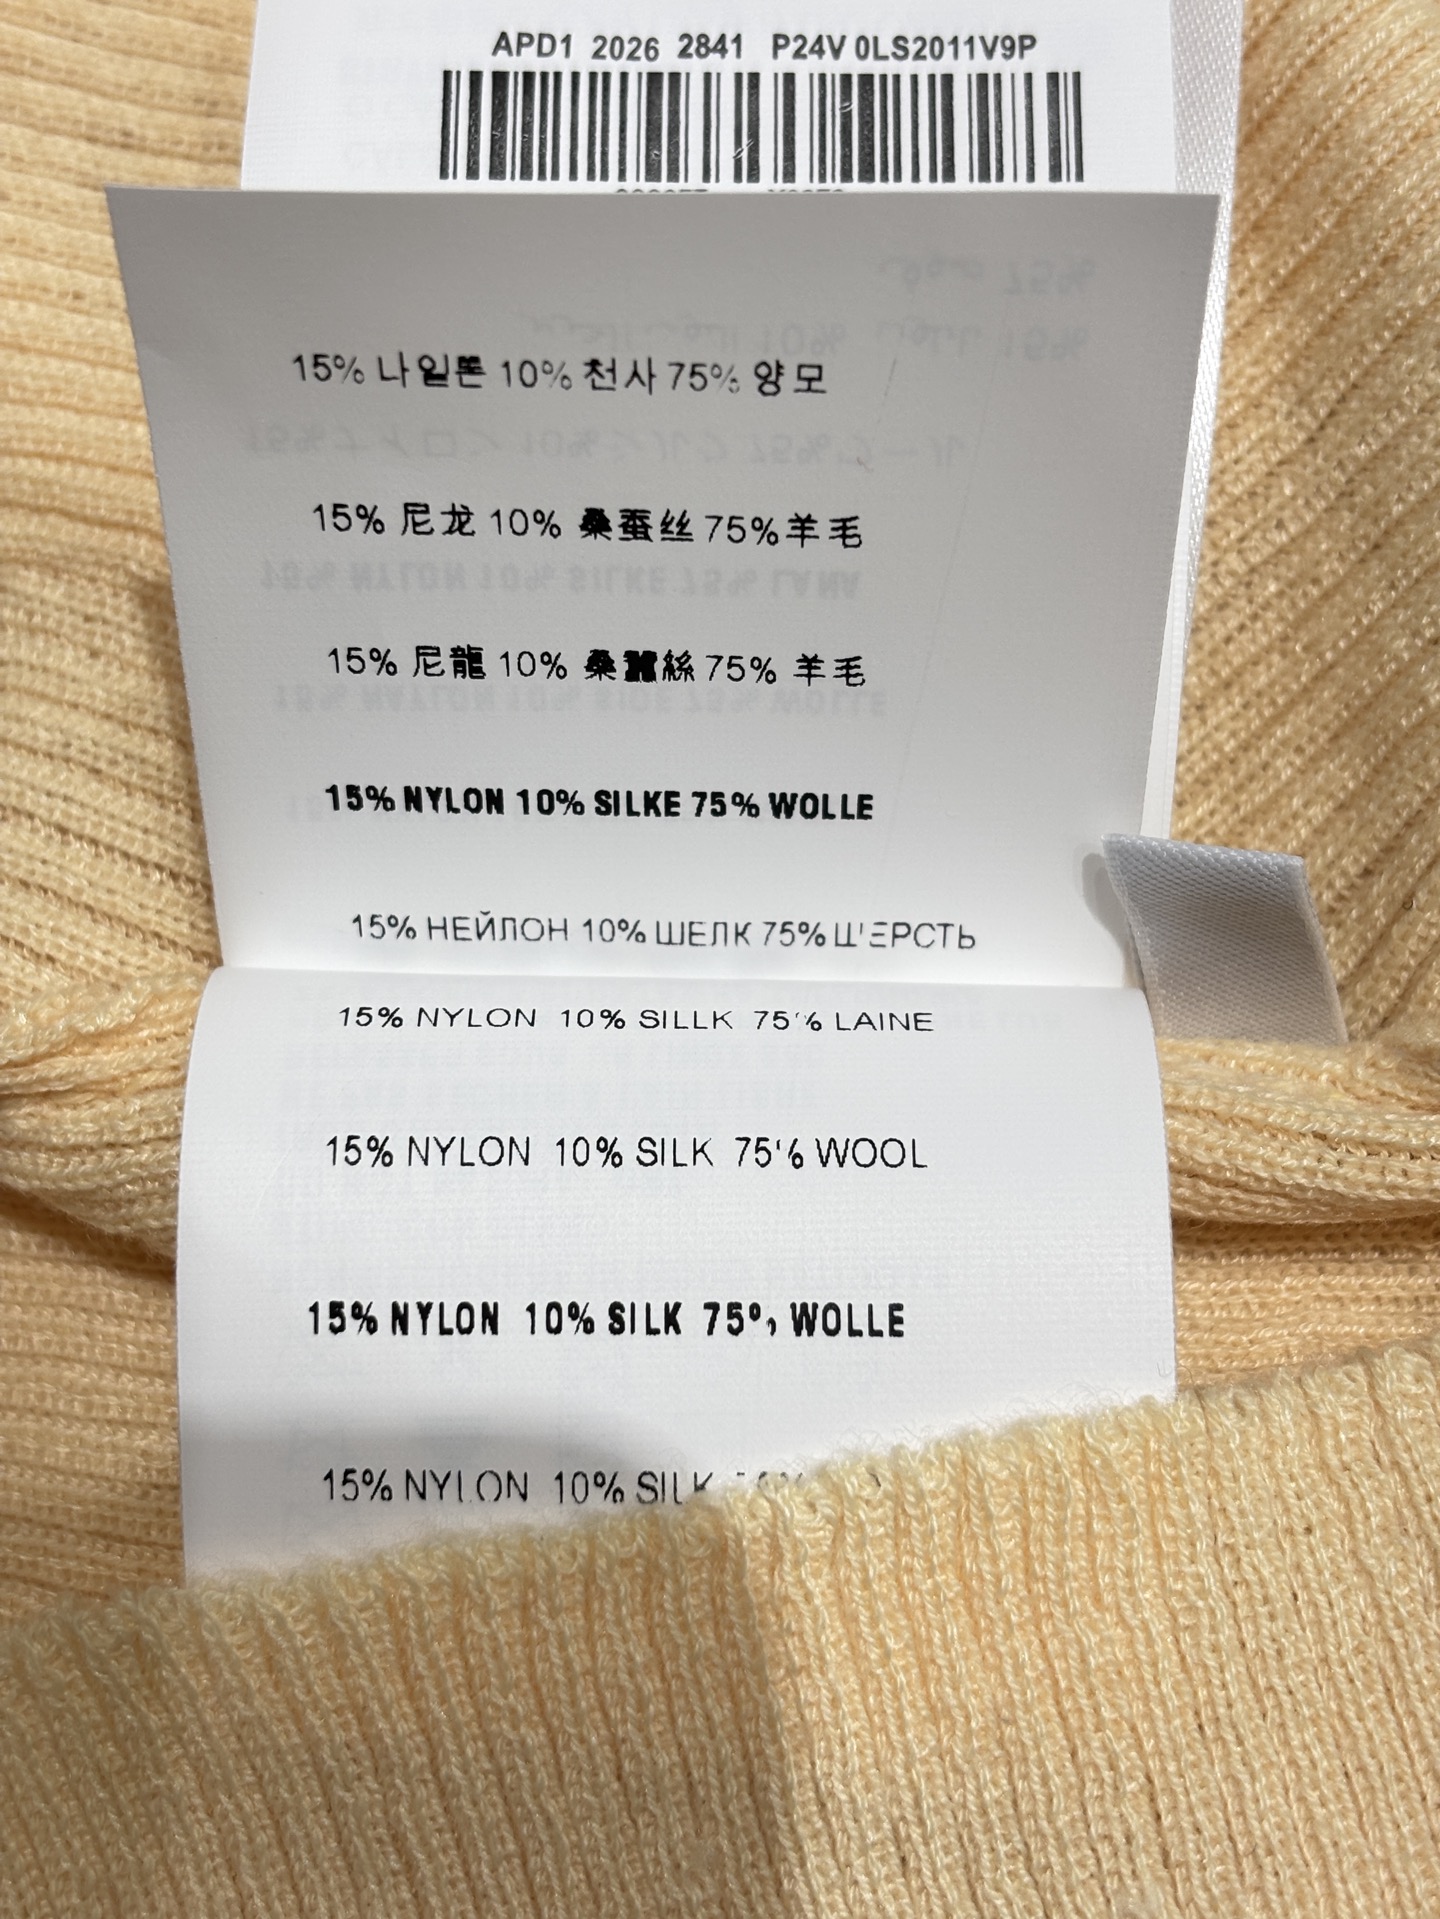 APD1 2026 2841 P24V 0LS2011V9P
15% 나일론 10% 천사 75% 양모
15% 尼龙 10% 桑蚕丝 75%羊毛
15% 尼龍 10% 桑蠶絲 75% 羊毛
15% NYLON 10% SILKE 75% WOLLE
15% НЕЙЛОН 10% ШЕЛК 75% ШЕРСТЬ
15% NYLON 10% SILLK 75% LAINE
15% NYLON 10% SILK 75% WOOL
15% NYLON 10% SILK 75% WOLLE
15% NYLON 10% SILK